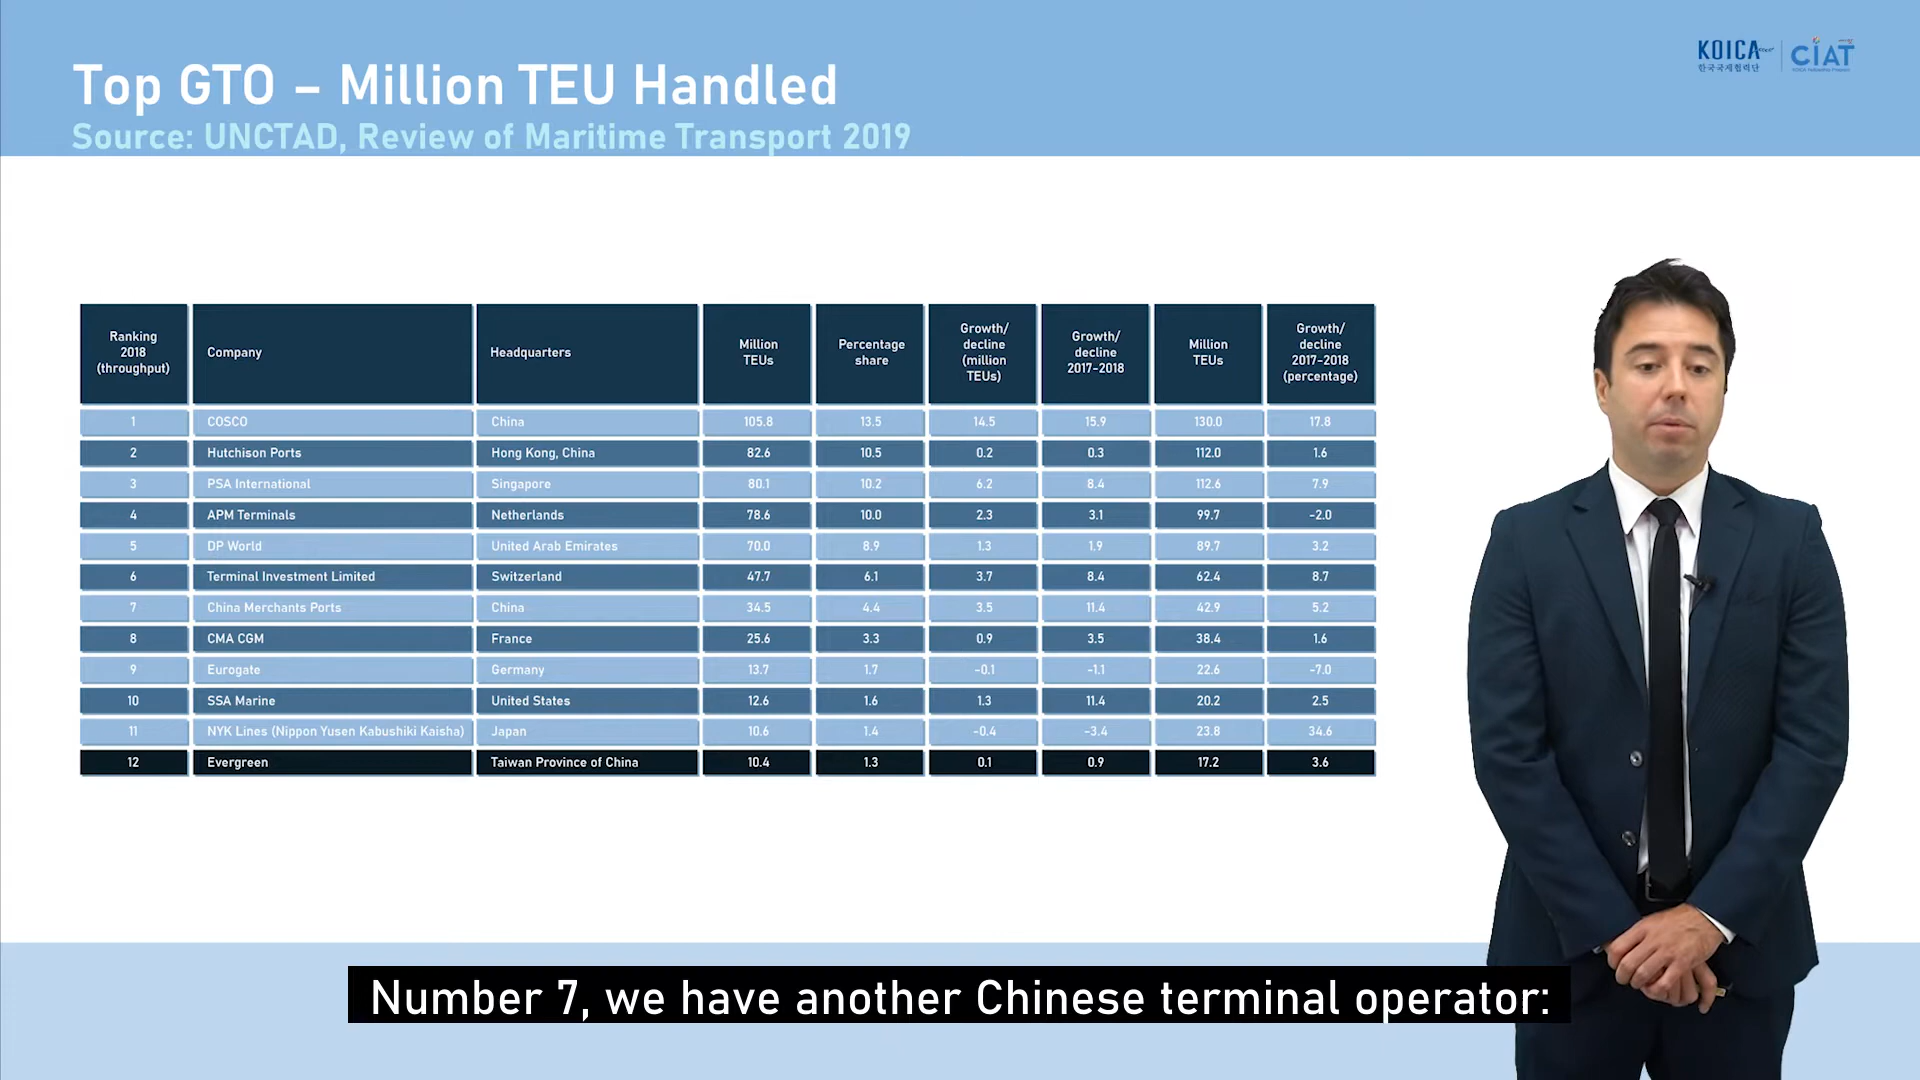 Top GTO – Million TEU Handled
Source: UNCTAD, Review of Maritime Transport 2019
KOICA
한국국제협력단
CIAT
Ranking 2018 (throughput) Company Headquarters Million TEUs Percentage share Growth/ decline (million TEUs) Growth/ decline 2017-2018 Million TEUs Growth/ decline 2017-2018 (percentage)
1 COSCO China 105.8 13.5 14.5 15.9 130.0 17.8
2 Hutchison Ports Hong Kong, China 82.6 10.5 0.2 0.3 112.0 1.6
3 PSA International Singapore 80.1 10.2 6.2 8.4 112.6 7.9
4 APM Terminals Netherlands 78.6 10.0 2.3 3.1 99.7 -2.0
5 DP World United Arab Emirates 70.0 8.9 1.3 1.9 89.7 3.2
6 Terminal Investment Limited Switzerland 47.7 6.1 3.7 8.4 62.4 8.7
7 China Merchants Ports China 34.5 4.4 3.5 11.4 42.9 5.2
8 CMA CGM France 25.6 3.3 0.9 3.5 38.4 1.6
9 Eurogate Germany 13.7 1.7 -0.1 -1.1 22.6 -7.0
10 SSA Marine United States 12.6 1.6 1.3 11.4 20.2 2.5
11 NYK Lines (Nippon Yusen Kabushiki Kaisha) Japan 10.6 1.4 -0.4 -3.4 23.8 34.6
12 Evergreen Taiwan Province of China 10.4 1.3 0.1 0.9 17.2 3.6
Number 7, we have another Chinese terminal operator: